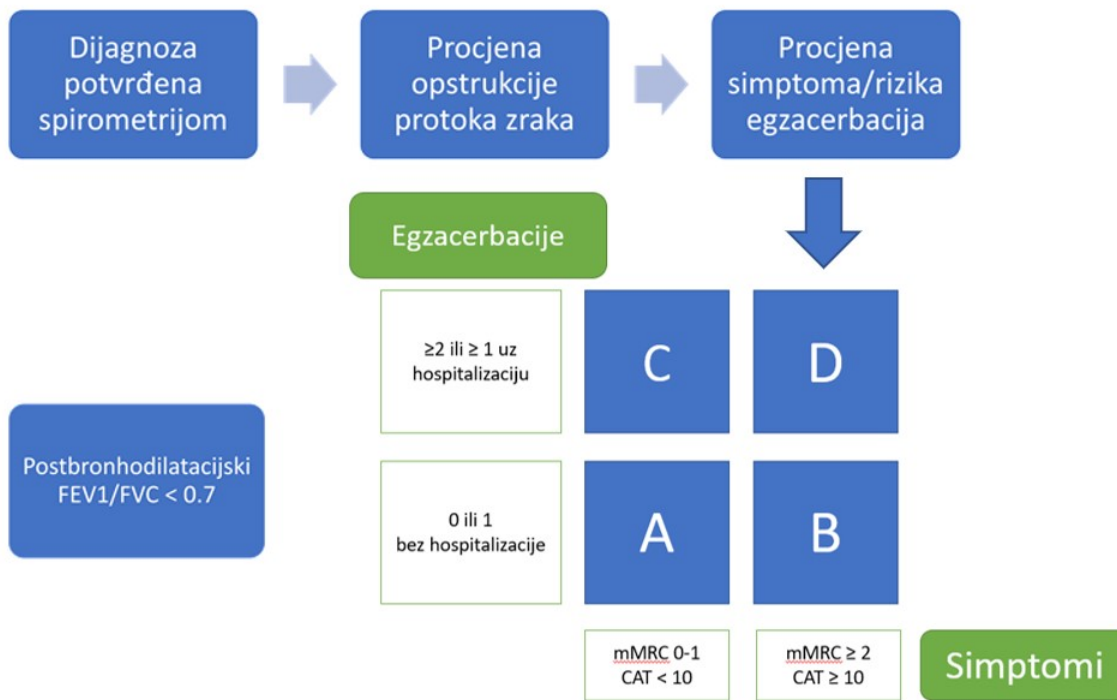 Dijagnoza
potvrđena
spirometrijom
Procjena
opstrukcije
protoka zraka
Procjena
simptoma/rizika
egzacerbacija
Egzacerbacije
≥2 ili ≥ 1 uz
hospitalizaciju
C
D
Postbronhodilatacijski
FEV1/FVC < 0.7
0 ili 1
bez hospitalizacije
A
B
mMRC 0-1
CAT < 10
mMRC ≥ 2
CAT ≥ 10
Simptomi